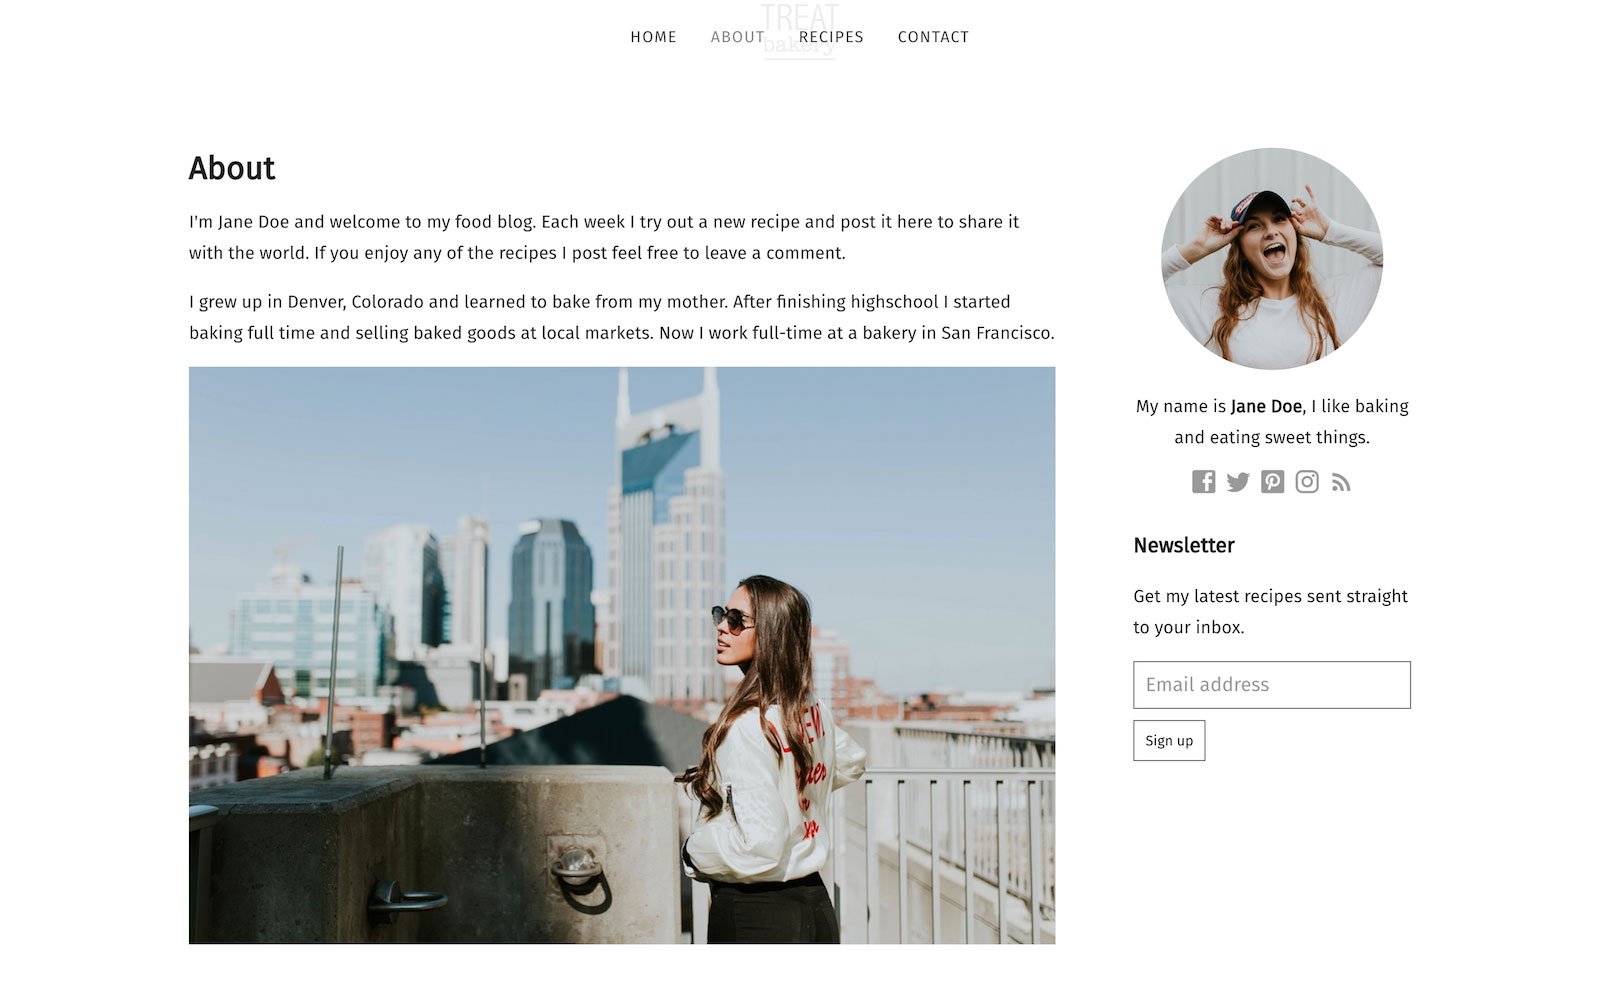 TREAT
bakery
HOME ABOUT RECIPES CONTACT
About
I'm Jane Doe and welcome to my food blog. Each week I try out a new recipe and post it here to share it
with the world. If you enjoy any of the recipes I post feel free to leave a comment.
I grew up in Denver, Colorado and learned to bake from my mother. After finishing highschool I started
baking full time and selling baked goods at local markets. Now I work full-time at a bakery in San Francisco.
My name is Jane Doe, I like baking
and eating sweet things.
Newsletter
Get my latest recipes sent straight
to your inbox.
Email address
Sign up